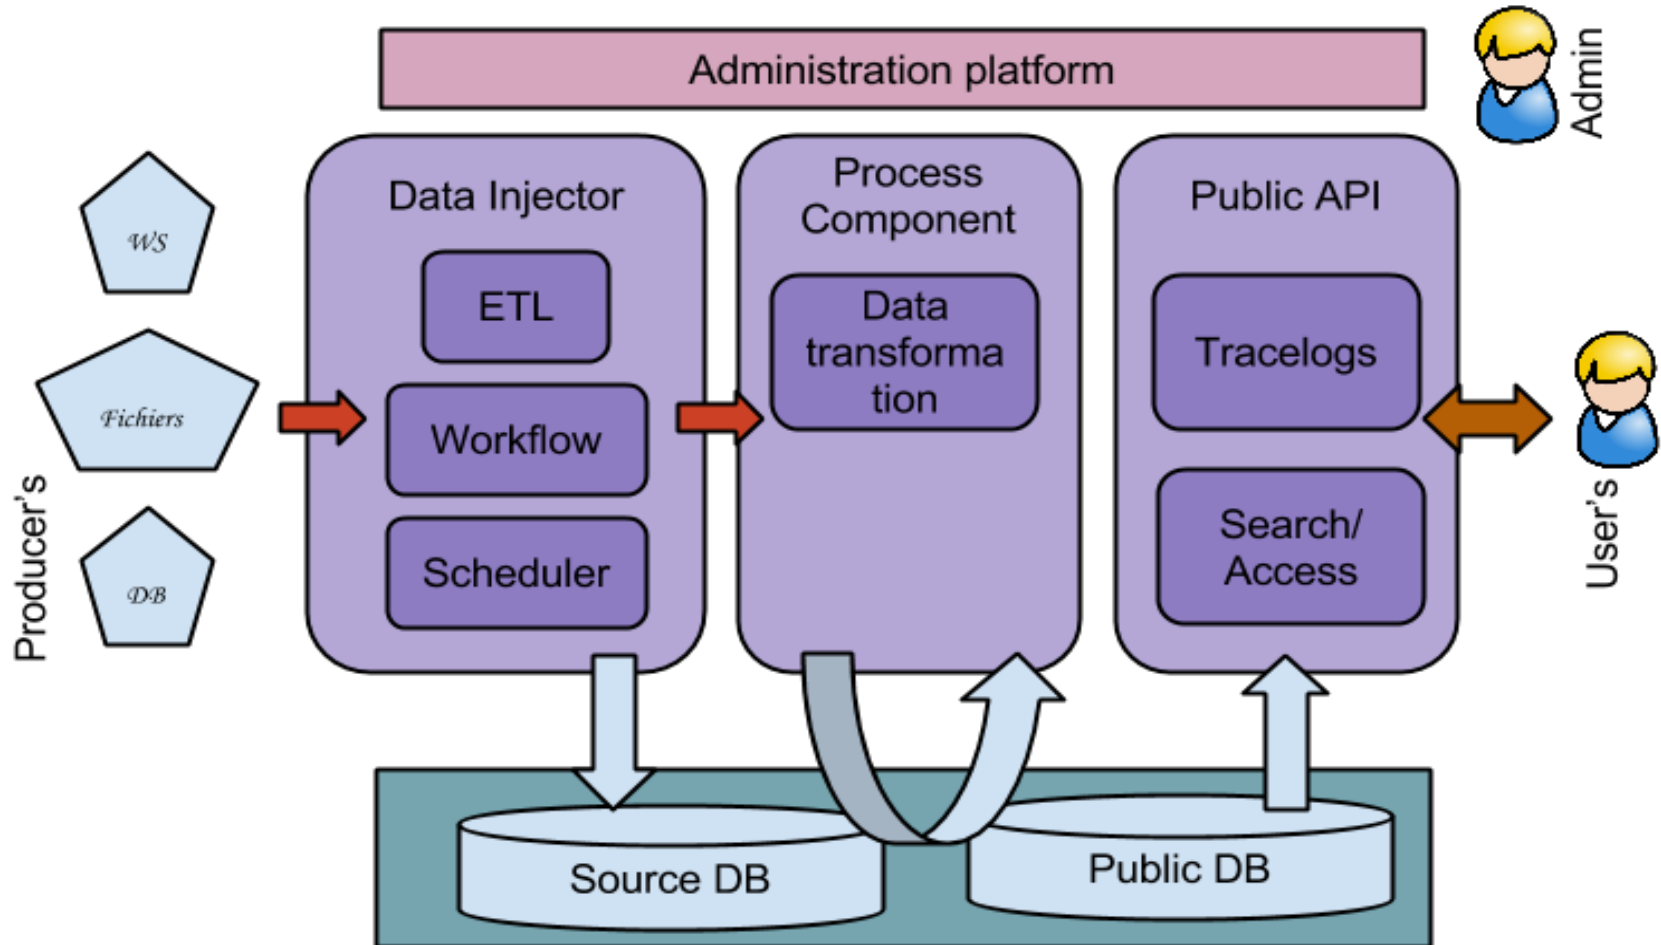 Administration platform
Admin
Producer's
WS
Fichiers
DB
Data Injector
ETL
Workflow
Scheduler
Process
Component
Data
transforma
tion
Public API
Tracelogs
Search/
Access
User's
Source DB
Public DB